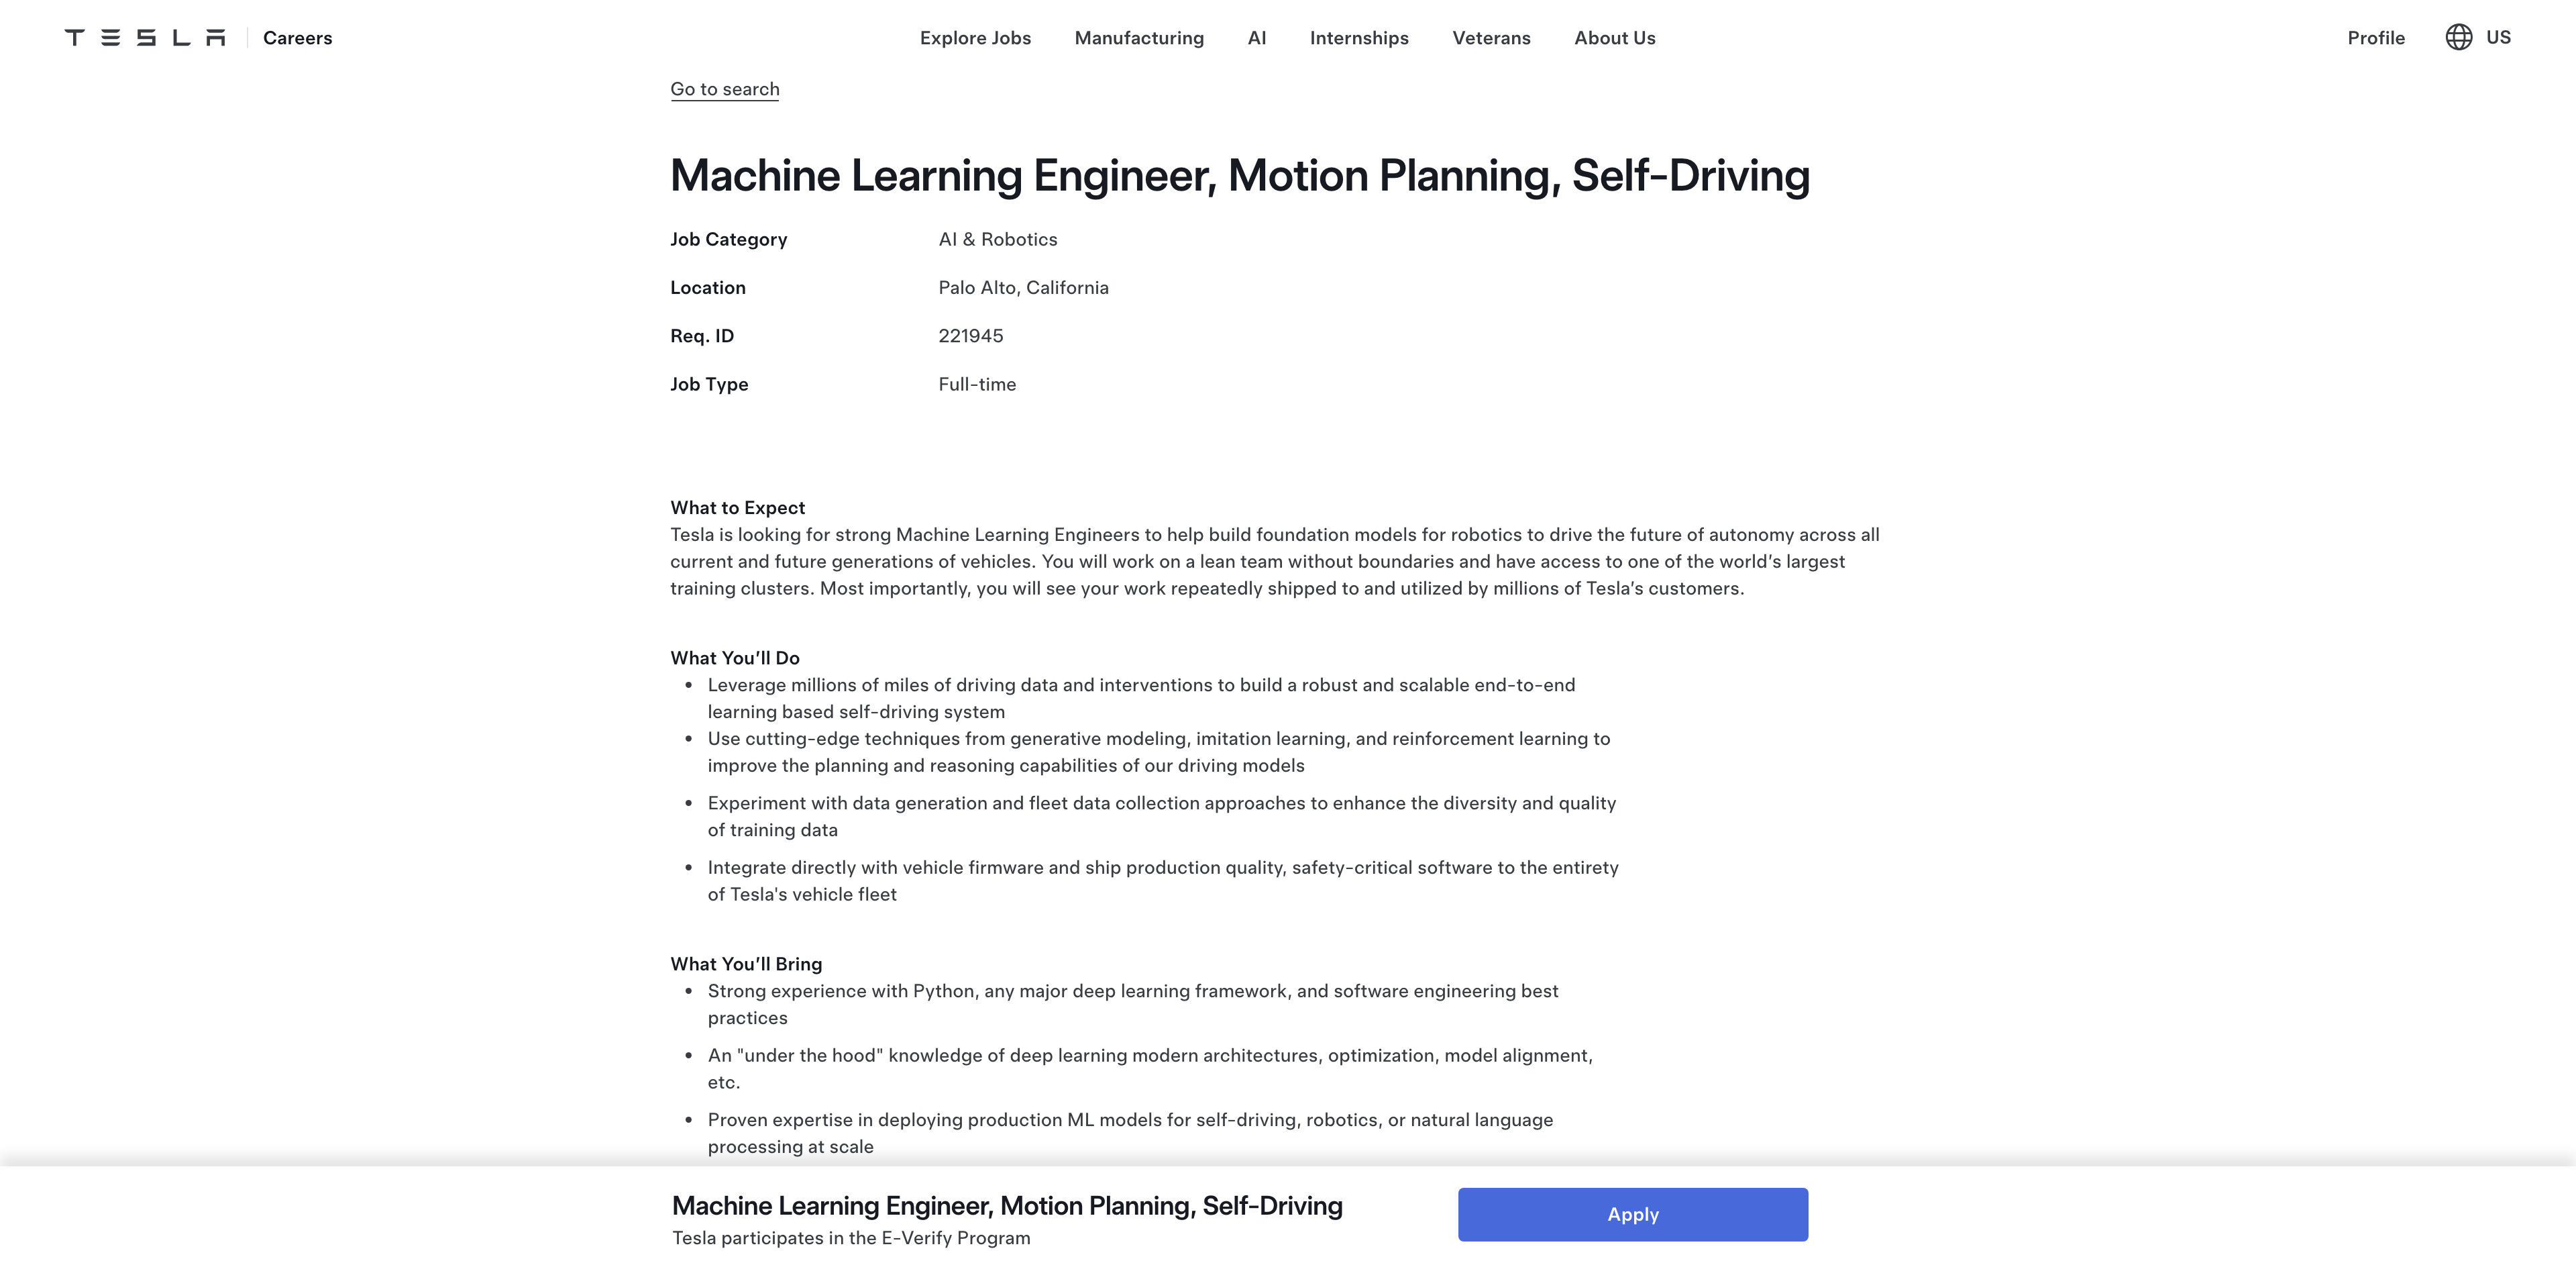 TESLA Careers Explore Jobs Manufacturing AI Internships Veterans About Us Profile US
Go to search
Machine Learning Engineer, Motion Planning, Self-Driving
Job Category AI & Robotics
Location Palo Alto, California
Req. ID 221945
Job Type Full-time
What to Expect
Tesla is looking for strong Machine Learning Engineers to help build foundation models for robotics to drive the future of autonomy across all
current and future generations of vehicles. You will work on a lean team without boundaries and have access to one of the world’s largest
training clusters. Most importantly, you will see your work repeatedly shipped to and utilized by millions of Tesla’s customers.
What You’ll Do
• Leverage millions of miles of driving data and interventions to build a robust and scalable end-to-end
learning based self-driving system
• Use cutting-edge techniques from generative modeling, imitation learning, and reinforcement learning to
improve the planning and reasoning capabilities of our driving models
• Experiment with data generation and fleet data collection approaches to enhance the diversity and quality
of training data
• Integrate directly with vehicle firmware and ship production quality, safety-critical software to the entirety
of Tesla's vehicle fleet
What You’ll Bring
• Strong experience with Python, any major deep learning framework, and software engineering best
practices
• An "under the hood" knowledge of deep learning modern architectures, optimization, model alignment,
etc.
• Proven expertise in deploying production ML models for self-driving, robotics, or natural language
processing at scale
Machine Learning Engineer, Motion Planning, Self-Driving
Tesla participates in the E-Verify Program
Apply